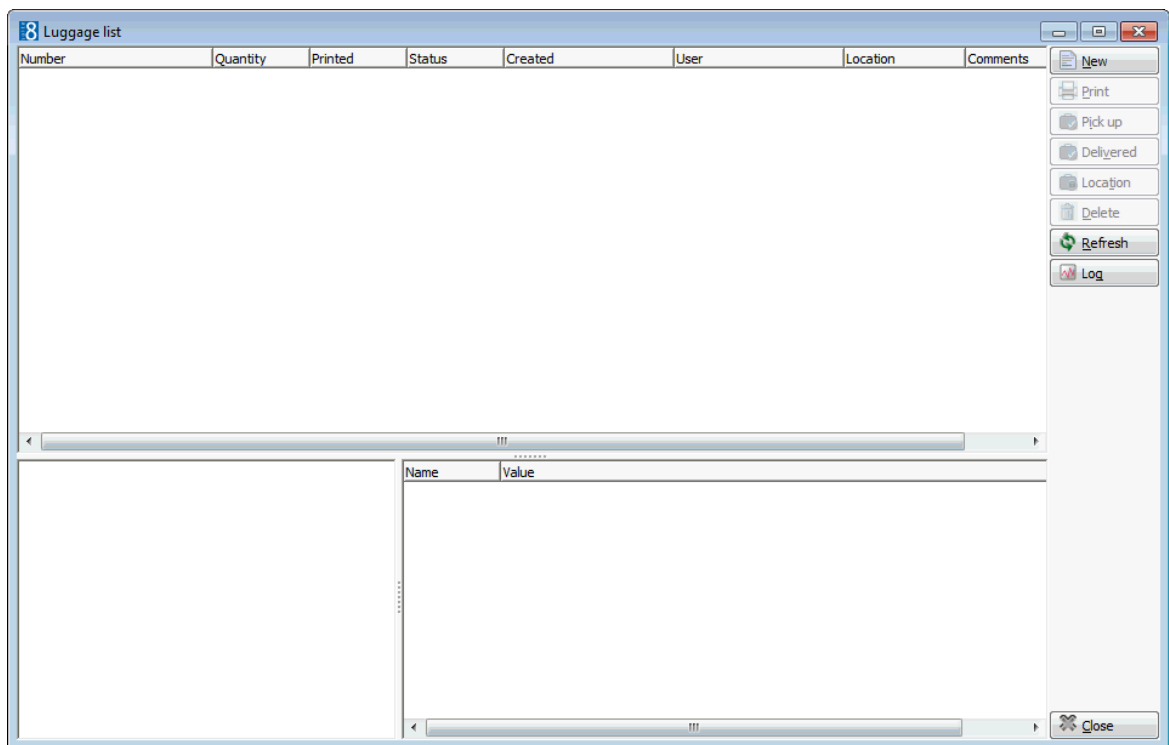 8 Luggage list
Number Quantity Printed Status Created User Location Comments
New
Print
Pick up
Delivered
Location
Delete
Refresh
Log
Name Value
Close